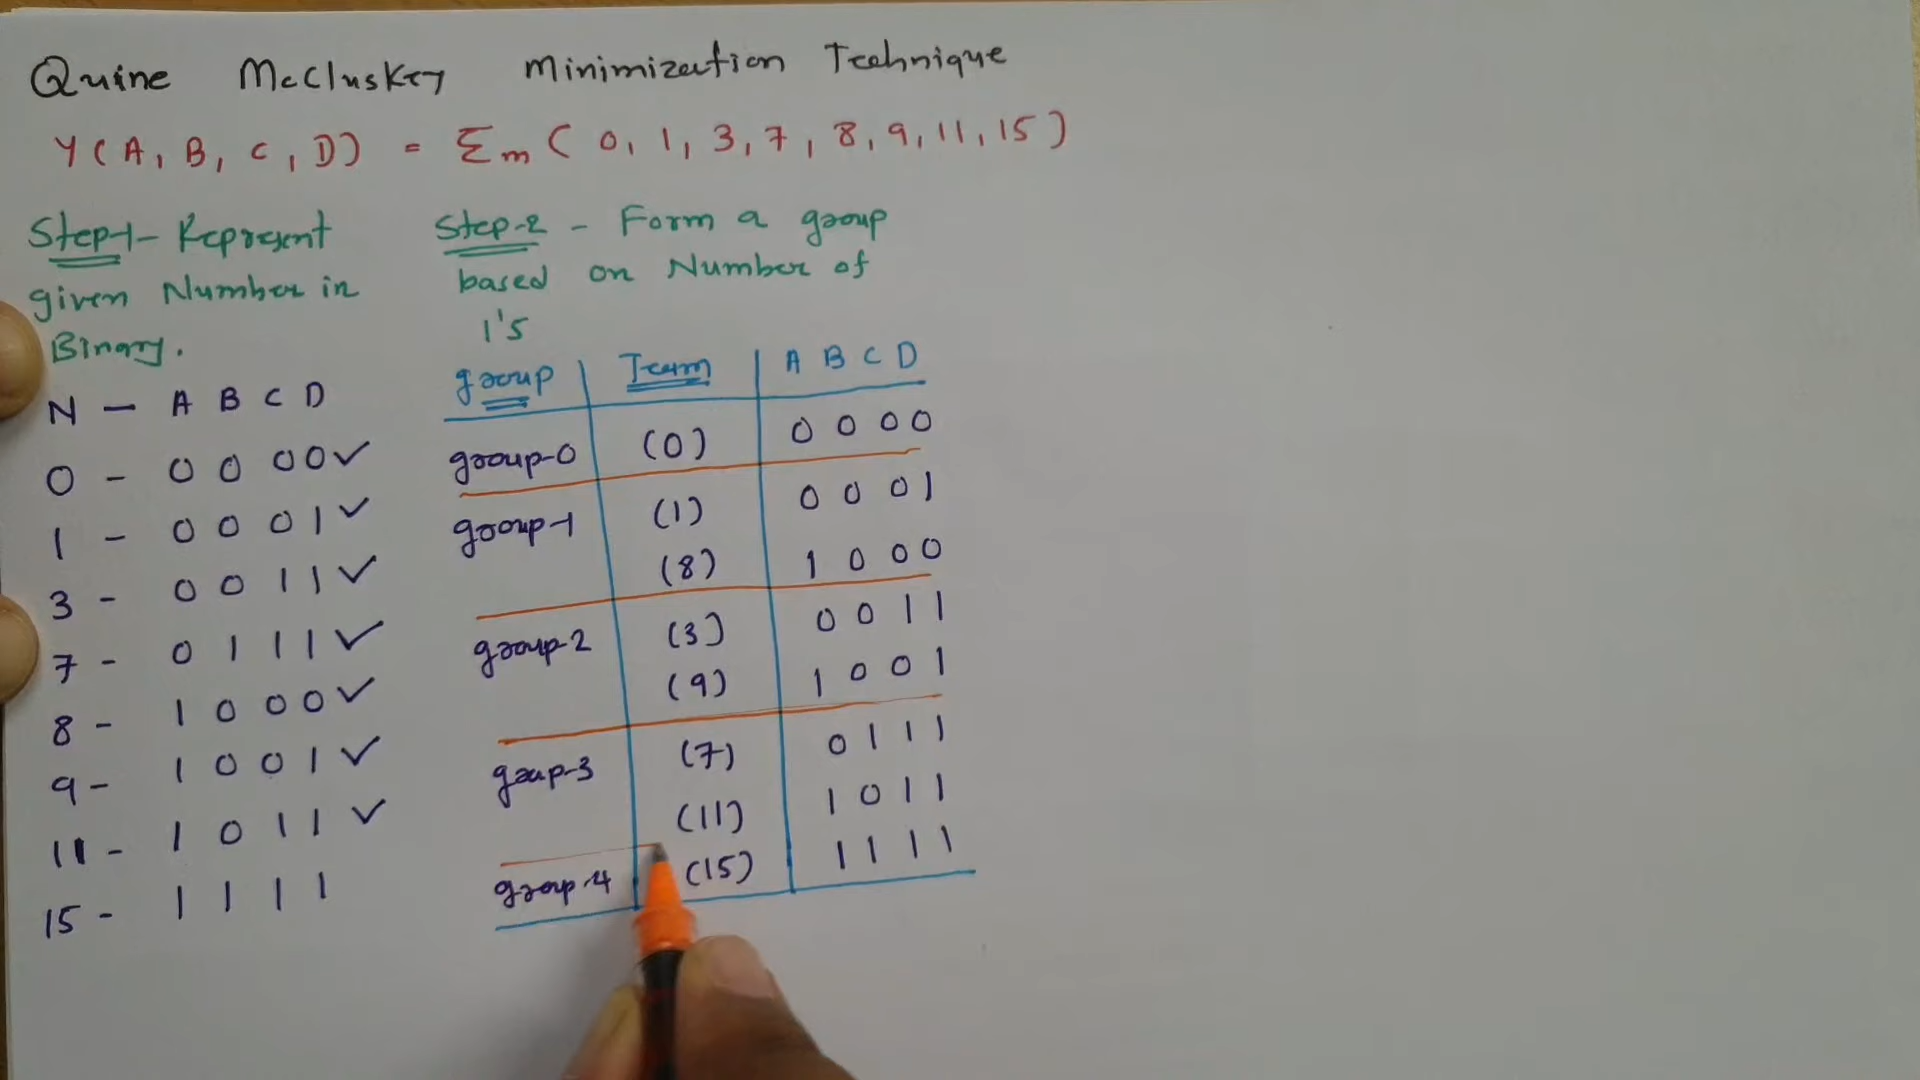 Quine McCluskey Minimization Technique
Y(A, B, C, D) = Σm( 0, 1, 3, 7, 8, 9, 11, 15)
Step-1- Represent
given Number in
Binary.
N - A B C D
0 - 0 0 0 0 ✓
1 - 0 0 0 1 ✓
3 - 0 0 1 1 ✓
7 - 0 1 1 1 ✓
8 - 1 0 0 0 ✓
9 - 1 0 0 1 ✓
11 - 1 0 1 1 ✓
15 - 1 1 1 1
Step-2 - Form a group
based on Number of
1's
group Term A B C D
group-0 (0) 0 0 0 0
group-1 (1) 0 0 0 1
(8) 1 0 0 0
group-2 (3) 0 0 1 1
(9) 1 0 0 1
group-3 (7) 0 1 1 1
(11) 1 0 1 1
group-4 (15) 1 1 1 1